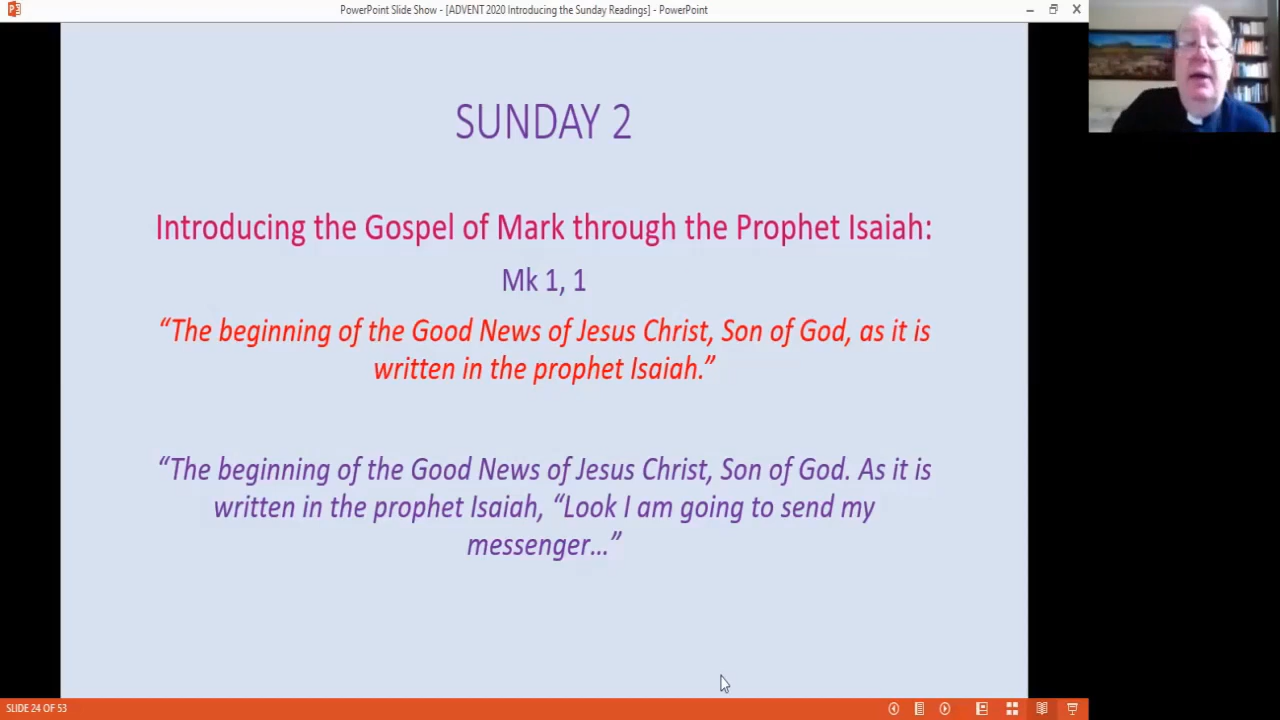 PowerPoint Slide Show - [ADVENT 2020 Introducing the Sunday Readings] - PowerPoint
SUNDAY 2
Introducing the Gospel of Mark through the Prophet Isaiah:
Mk 1, 1
“The beginning of the Good News of Jesus Christ, Son of God, as it is
written in the prophet Isaiah.”
“The beginning of the Good News of Jesus Christ, Son of God. As it is
written in the prophet Isaiah, “Look I am going to send my
messenger...”
SLIDE 24 OF 53